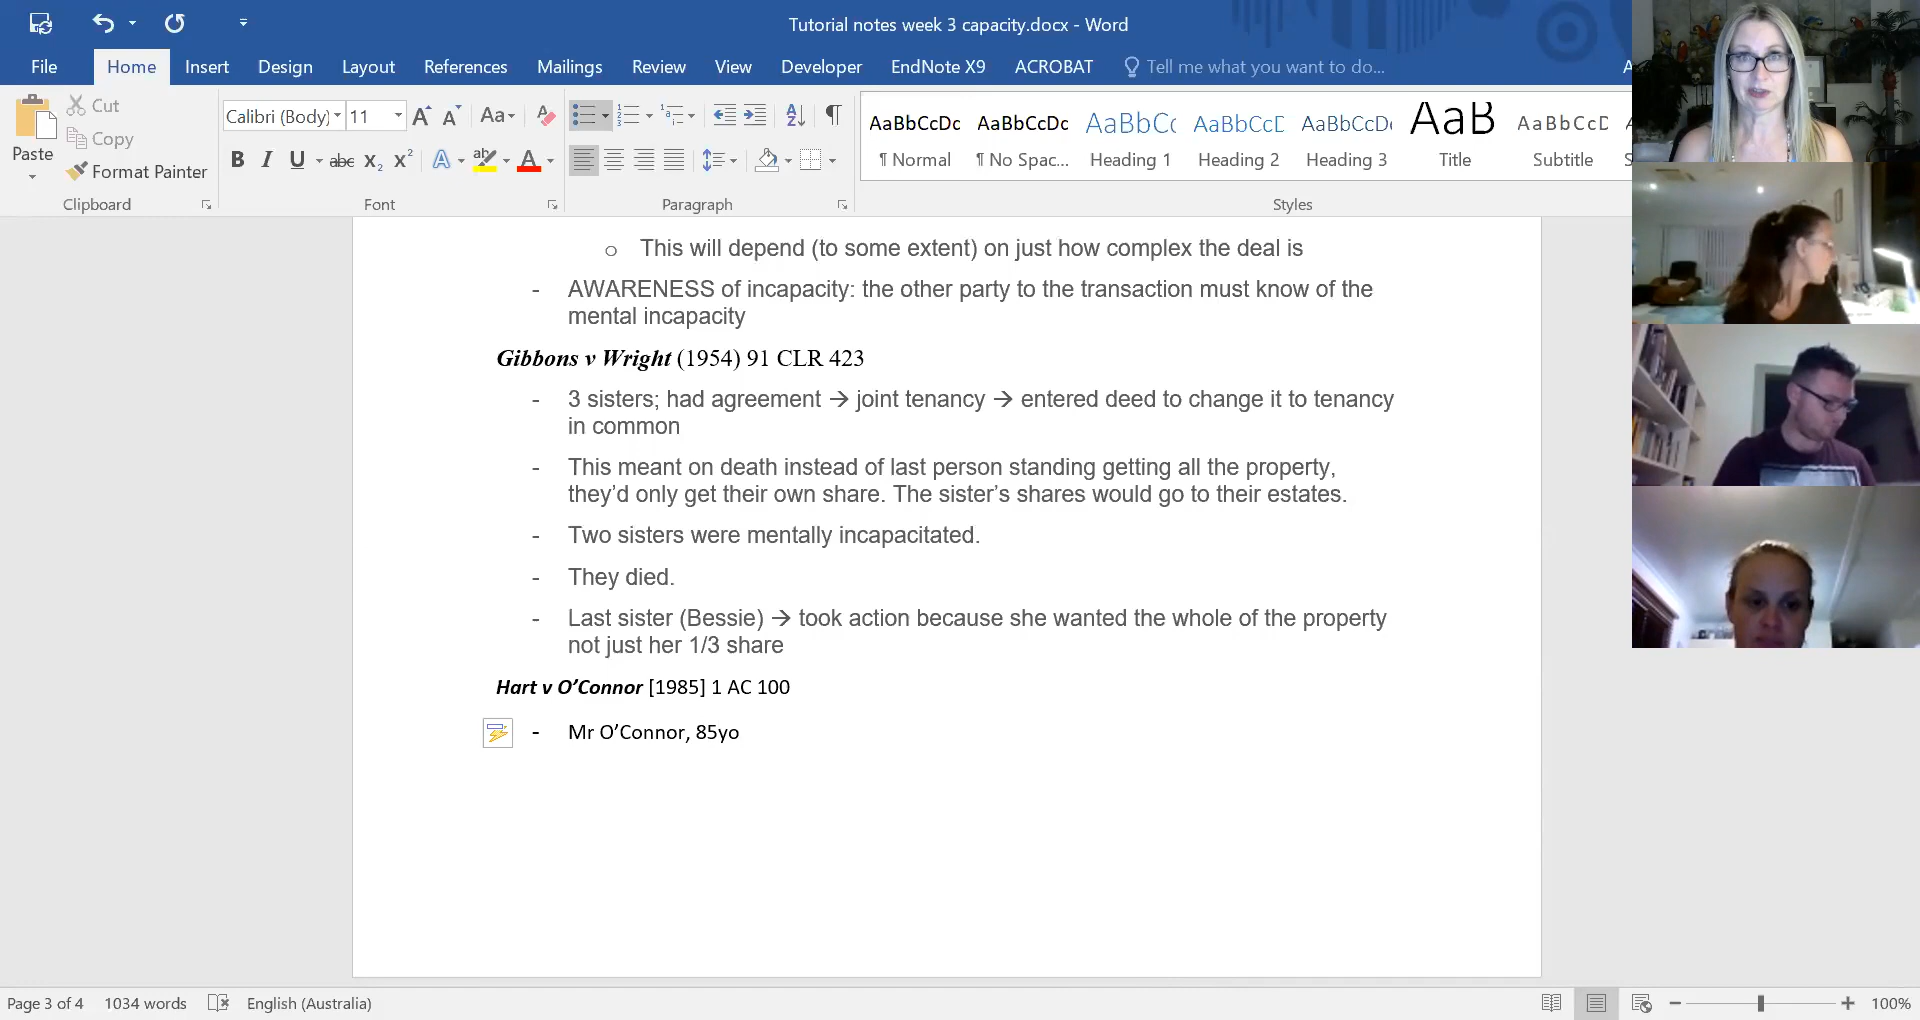 Tutorial notes week 3 capacity.docx - Word
File Home Insert Design Layout References Mailings Review View Developer EndNote X9 ACROBAT Tell me what you want to do...
Paste
Cut
Copy
Format Painter
Clipboard
Calibri (Body) 11
Font
Paragraph
AaBbCcDc AaBbCcDc AaBbCc AaBbCcD AaBbCcDc AaB AaBbCcD
¶ Normal ¶ No Spac... Heading 1 Heading 2 Heading 3 Title Subtitle
Styles
o This will depend (to some extent) on just how complex the deal is
- AWARENESS of incapacity: the other party to the transaction must know of the
mental incapacity
Gibbons v Wright (1954) 91 CLR 423
- 3 sisters; had agreement → joint tenancy → entered deed to change it to tenancy
in common
- This meant on death instead of last person standing getting all the property,
they’d only get their own share. The sister’s shares would go to their estates.
- Two sisters were mentally incapacitated.
- They died.
- Last sister (Bessie) → took action because she wanted the whole of the property
not just her 1/3 share
Hart v O’Connor [1985] 1 AC 100
- Mr O’Connor, 85yo
Page 3 of 4 1034 words English (Australia) 100%